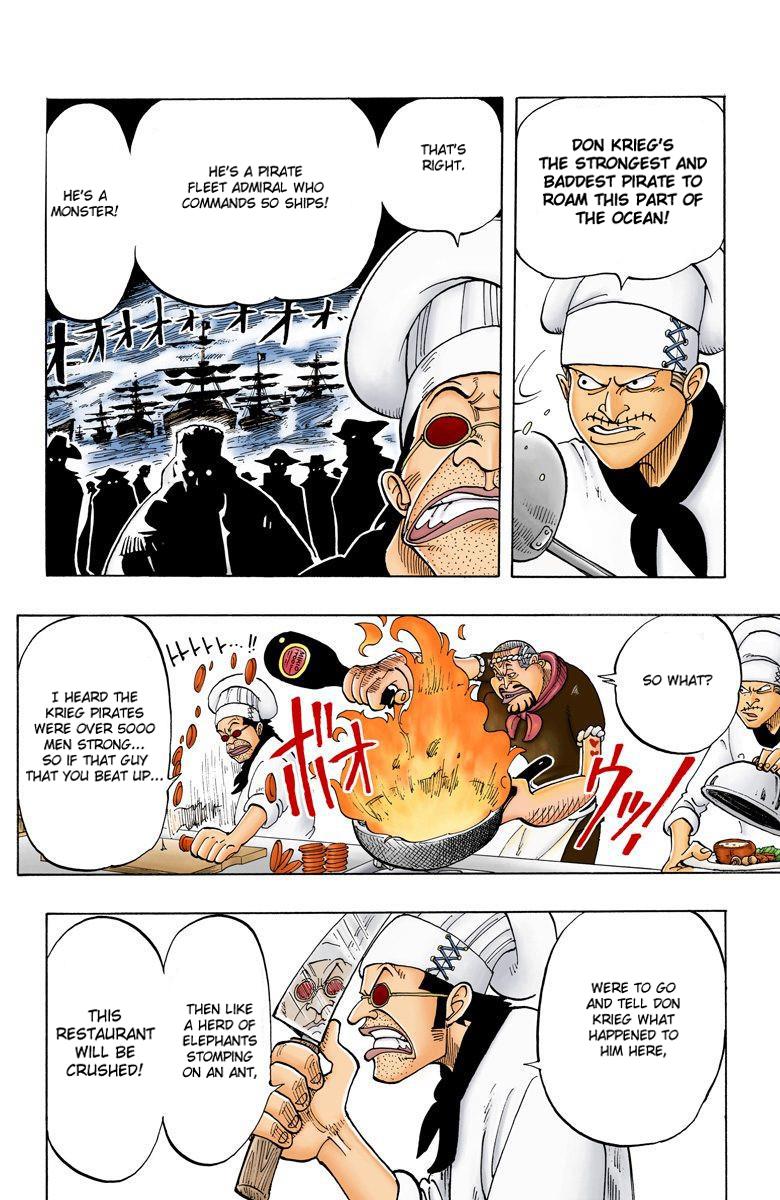 DON KRIEG'S
THE STRONGEST AND
BADDEST PIRATE TO
ROAM THIS PART OF
THE OCEAN!
THAT'S
RIGHT.
HE'S A PIRATE
FLEET ADMIRAL WHO
COMMANDS 50 SHIPS!
HE'S A
MONSTER!
オオオオオオオ...
SO WHAT?
ウッ!
ボオ
トトトト...!!
I HEARD THE
KRIEG PIRATES
WERE OVER 5000
MEN STRONG...
SO IF THAT GUY
THAT YOU BEAT UP...
WERE TO GO
AND TELL DON
KRIEG WHAT
HAPPENED TO
HIM HERE,
THEN LIKE
A HERD OF
ELEPHANTS
STOMPING
ON AN ANT,
THIS
RESTAURANT
WILL BE
CRUSHED!